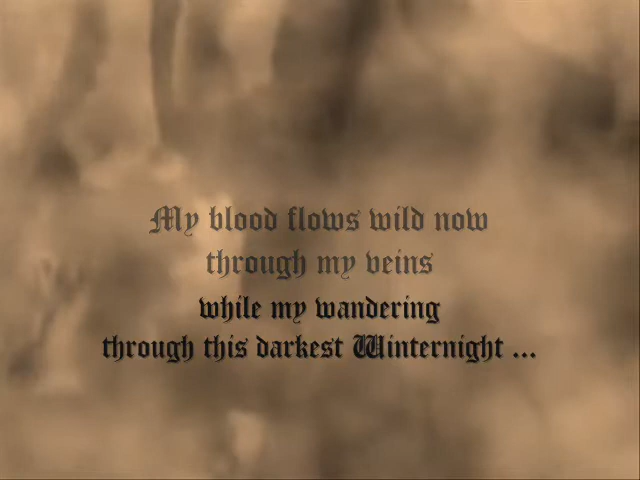 My blood flows wild now
through my veins
while my wandering
through this darkest Winternight ...